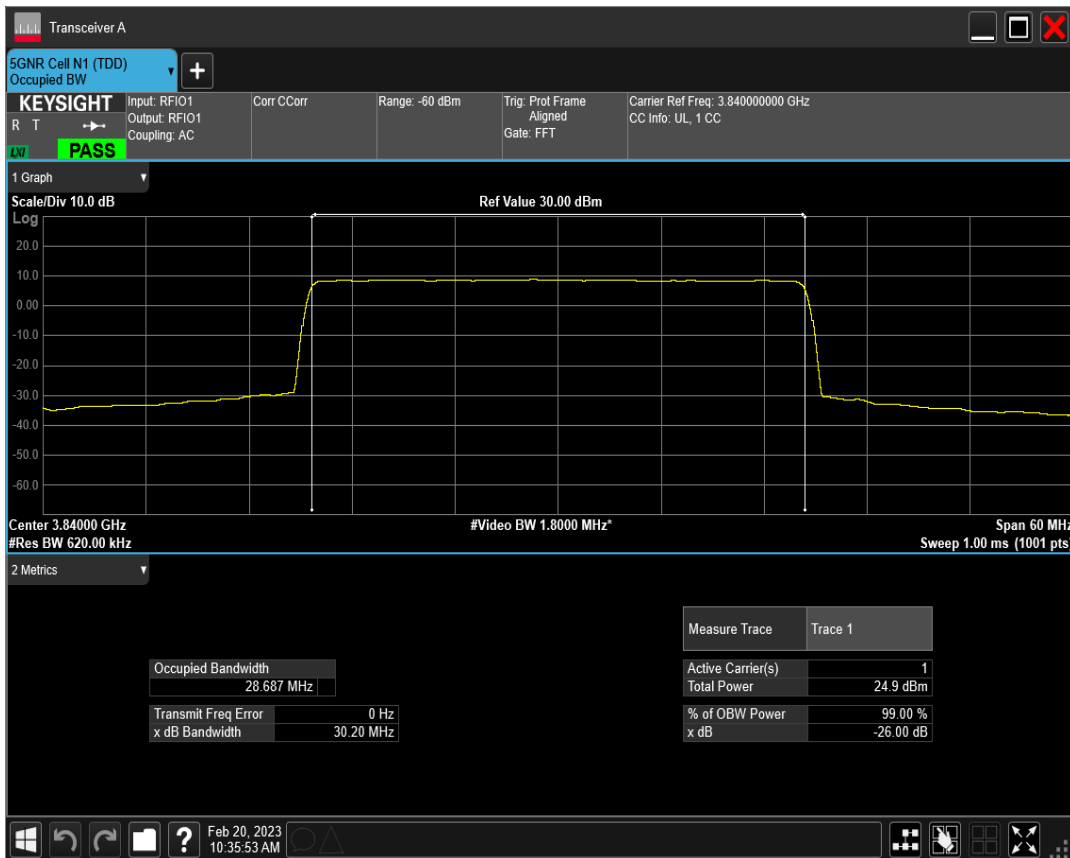 Transceiver A
5GNR Cell N1 (TDD)
Occupied BW
+
KEYSIGHT
R T
LXI
PASS
Input: RFIO1
Output: RFIO1
Coupling: AC
Corr CCorr
Range: -60 dBm
Trig: Prot Frame
Aligned
Gate: FFT
Carrier Ref Freq: 3.840000000 GHz
CC Info: UL, 1 CC
1 Graph
Scale/Div 10.0 dB
Ref Value 30.00 dBm
Log
20.0
10.0
0.00
-10.0
-20.0
-30.0
-40.0
-50.0
-60.0
Center 3.84000 GHz
#Video BW 1.8000 MHz*
Span 60 MHz
#Res BW 620.00 kHz
Sweep 1.00 ms (1001 pts)
2 Metrics
Measure Trace Trace 1
Occupied Bandwidth
28.687 MHz
Active Carrier(s) 1
Total Power 24.9 dBm
Transmit Freq Error 0 Hz
x dB Bandwidth 30.20 MHz
% of OBW Power 99.00 %
x dB -26.00 dB
?
Feb 20, 2023
10:35:53 AM